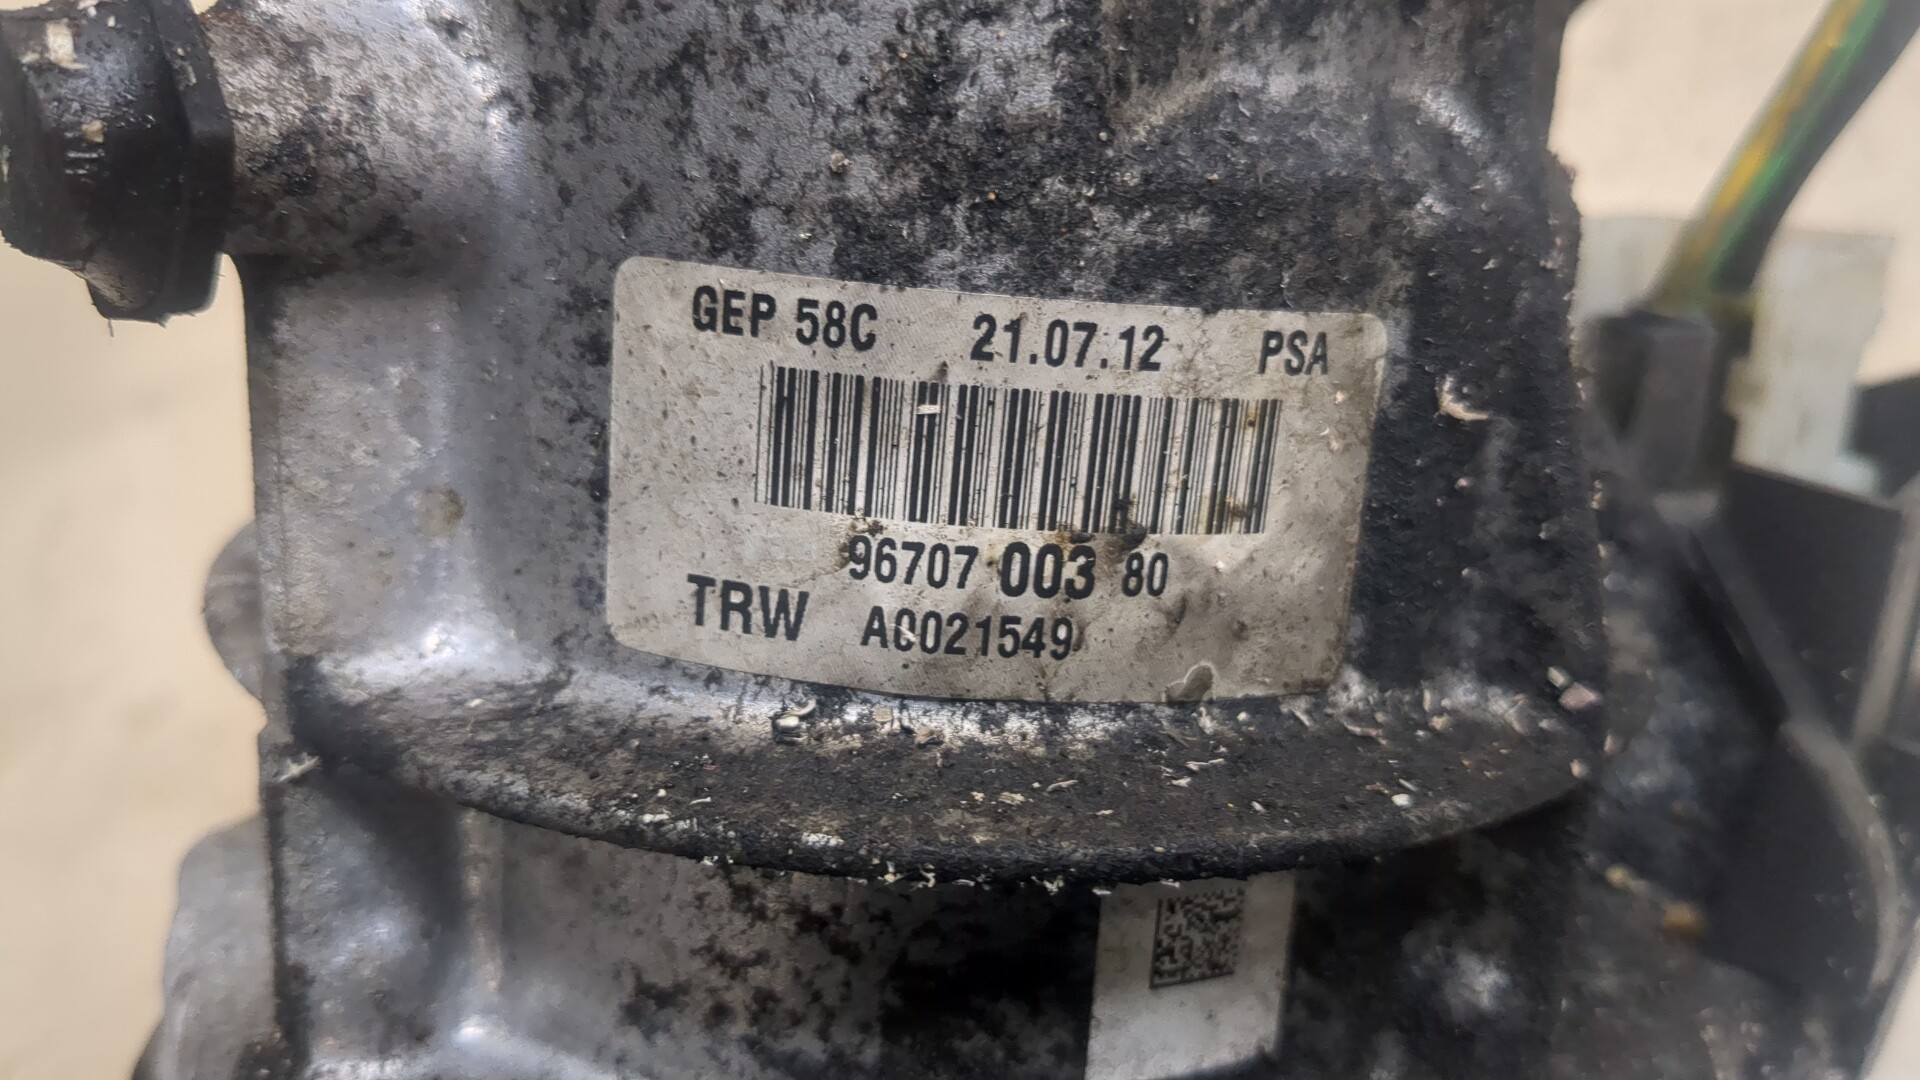 GEP 58C 21.07.12 PSA
96707 003 80
TRW A0021549